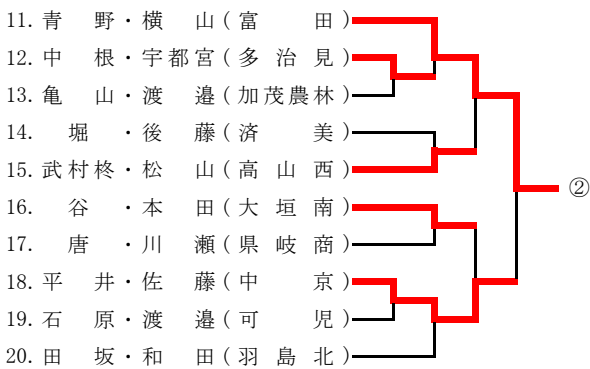 11. 青　野・横　山(富　　田)
12. 中　根・宇都宮(多 治 見)
13. 亀　山・渡　邉(加茂農林)
14. 　堀　・後　藤(済　　美)
15. 武村柊・松　山(高 山 西)
16. 　谷　・本　田(大 垣 南)
17. 唐　・川　瀬(県 岐 商)
18. 平　井・佐　藤(中　　京)
19. 石　原・渡　邉(可　　児)
20. 田　坂・和　田(羽 島 北)
②